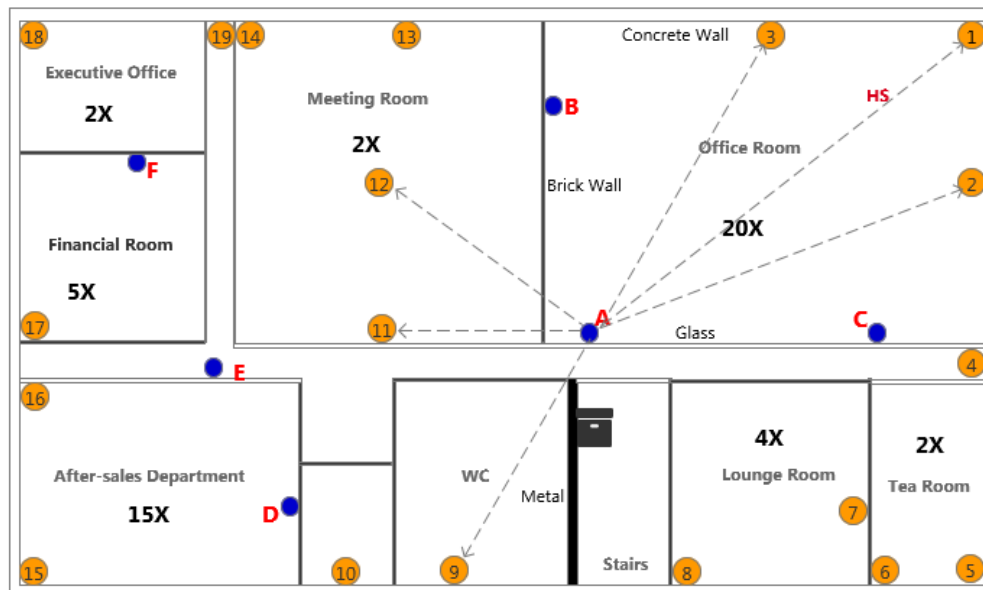 18
19
14
13
Concrete Wall
3
1
Executive Office
2X
Meeting Room
2X
HS
B
Office Room
F
12
Brick Wall
2
Financial Room
5X
20X
17
11
A
Glass
C
E
4
16
After-sales Department
15X
D
WC
Metal
4X
Lounge Room
2X
Tea Room
7
15
10
9
Stairs
8
6
5